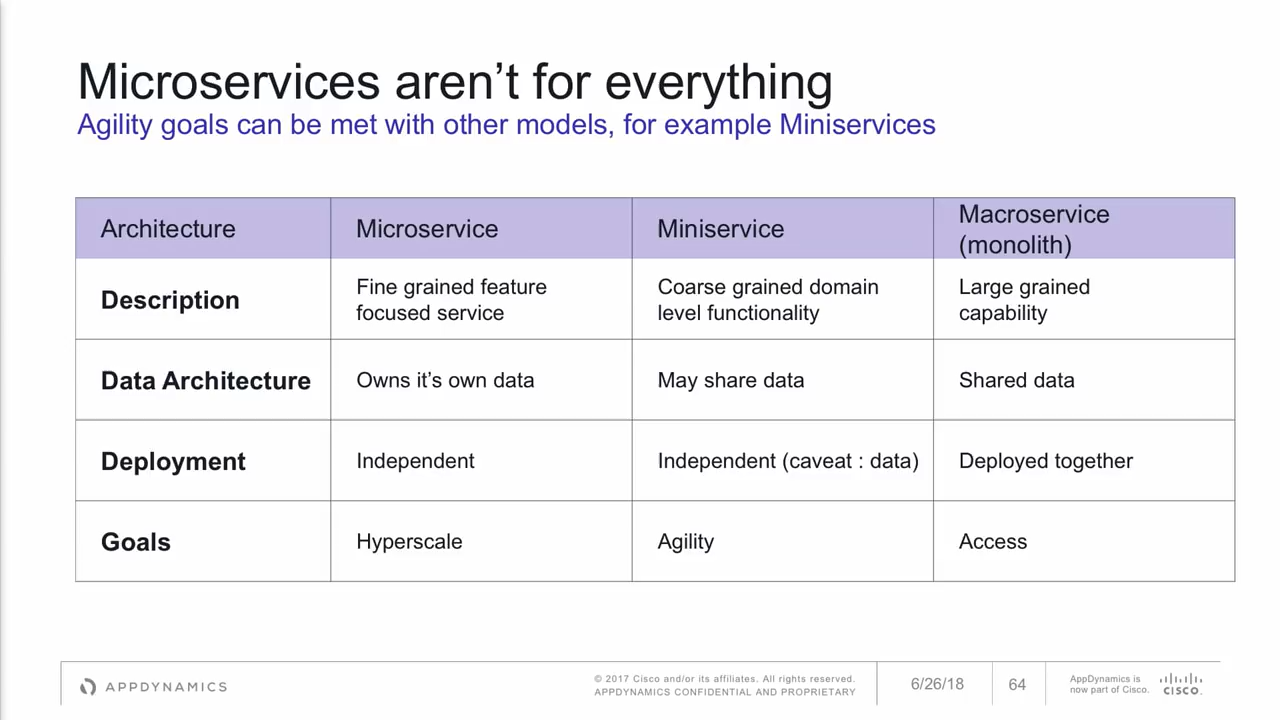 Microservices aren’t for everything
Agility goals can be met with other models, for example Miniservices
Architecture
Microservice
Miniservice
Macroservice
(monolith)
Description
Fine grained feature
focused service
Coarse grained domain
level functionality
Large grained
capability
Data Architecture
Owns it’s own data
May share data
Shared data
Deployment
Independent
Independent (caveat : data)
Deployed together
Goals
Hyperscale
Agility
Access
APPDYNAMICS
© 2017 Cisco and/or its affiliates. All rights reserved.
APPDYNAMICS CONFIDENTIAL AND PROPRIETARY
6/26/18
64
AppDynamics is
now part of Cisco.
CISCO.